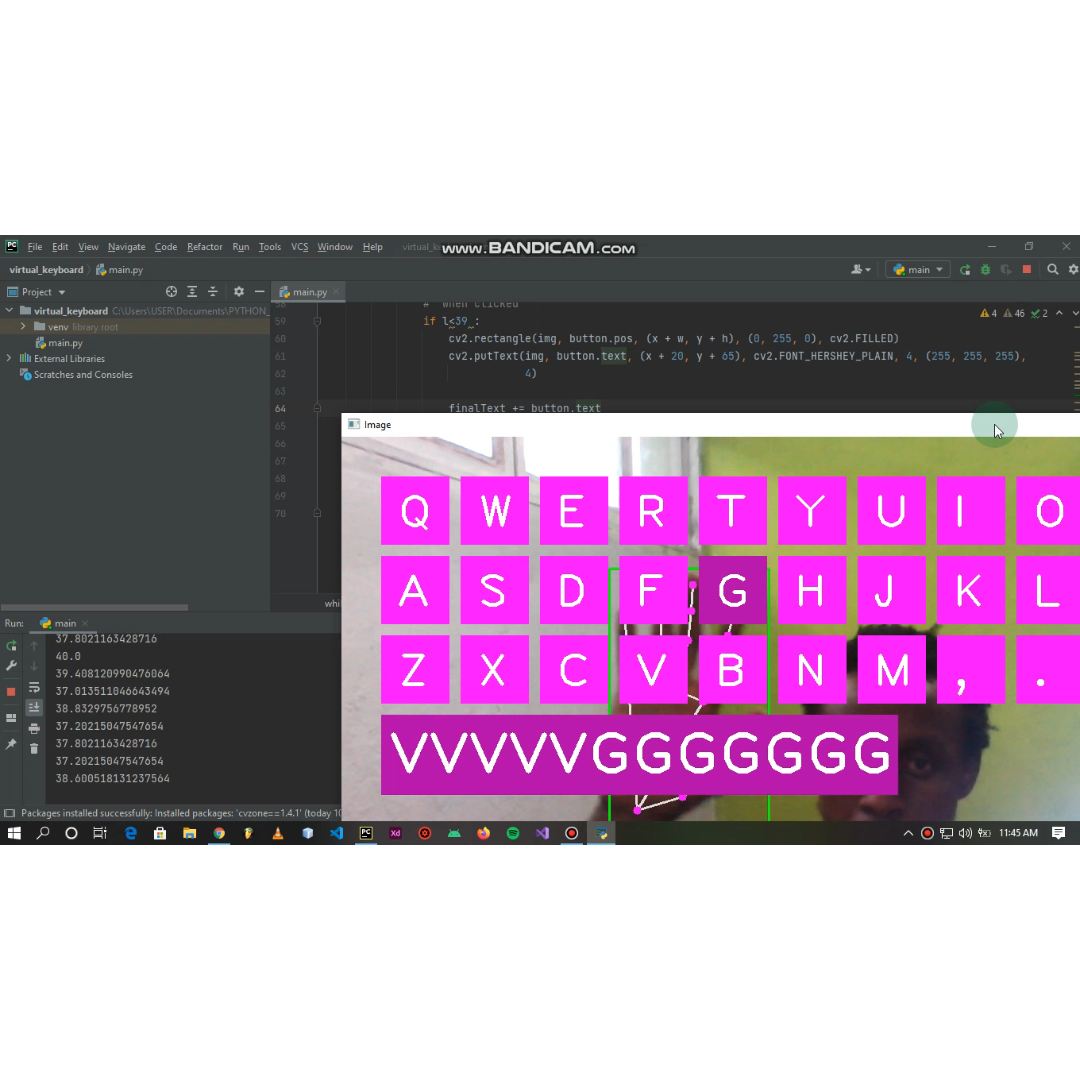 PC File Edit View Navigate Code Refactor Run Tools VCS Window Help virtual_k
www.BANDICAM.com
virtual_keyboard main.py
main
Project
main.py
virtual_keyboard C:\Users\USER\Documents\PYTHON_
venv library root
main.py
External Libraries
Scratches and Consoles
58 # when clicked
4 46 2
59 if l<39 :
60 cv2.rectangle(img, button.pos, (x + w, y + h), (0, 255, 0), cv2.FILLED)
61 cv2.putText(img, button.text, (x + 20, y + 65), cv2.FONT_HERSHEY_PLAIN, 4, (255, 255, 255),
62 4)
63
64 finalText += button.text
65
66
67
68
69
70
whi
Image
Q W E R T Y U I O
A S D F G H J K L
Z X C V B N M , .
VVVVVGGGGGGG
Run: main
37.8021163428716
40.0
39.408120990476064
37.013511046643494
38.8329756778952
37.20215047547654
37.8021163428716
37.20215047547654
38.600518131237564
Packages installed successfully: Installed packages: 'cvzone==1.4.1' (today 10
PC Xd 11:45 AM